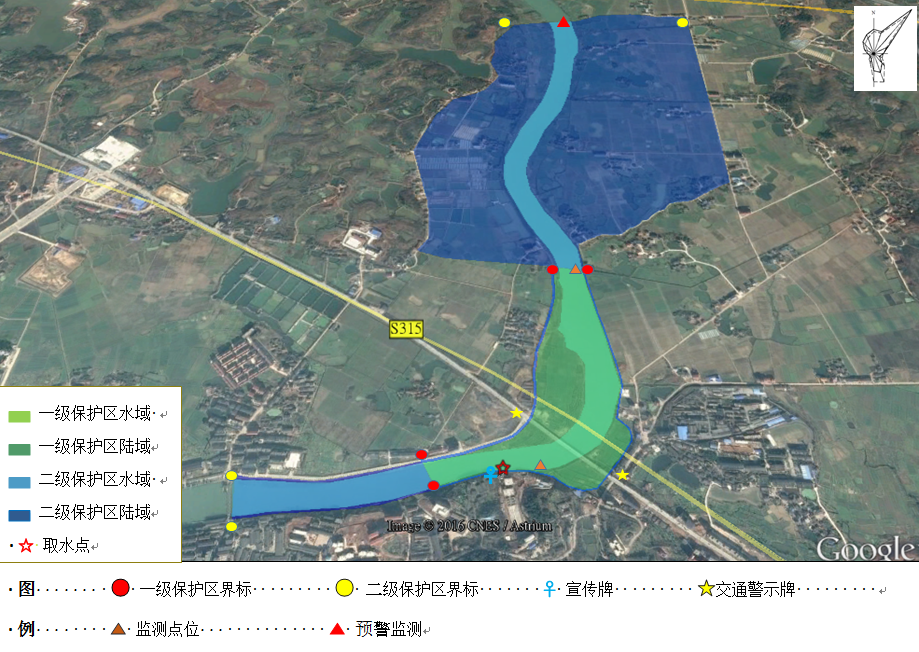 N
S315
一级保护区水域
一级保护区陆域
二级保护区水域
二级保护区陆域
取水点
Image © 2016 CNES / Astrium
Google
图 一级保护区界标 二级保护区界标 宣传牌 交通警示牌
例 监测点位 预警监测